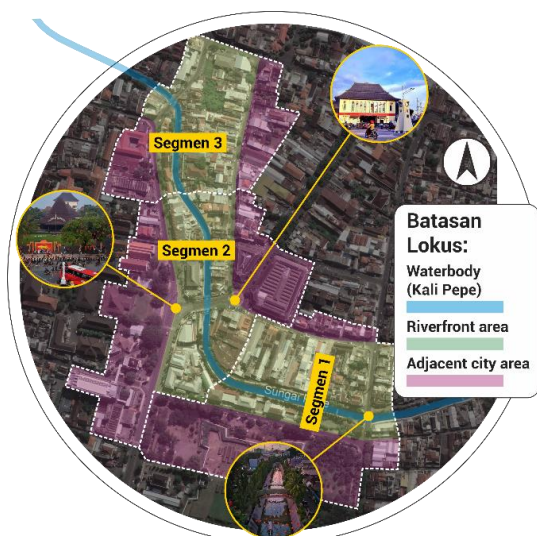 Segmen 3
Segmen 2
Segmen 1
Batasan
Lokus:
Waterbody
(Kali Pepe)
Riverfront area
Adjacent city area